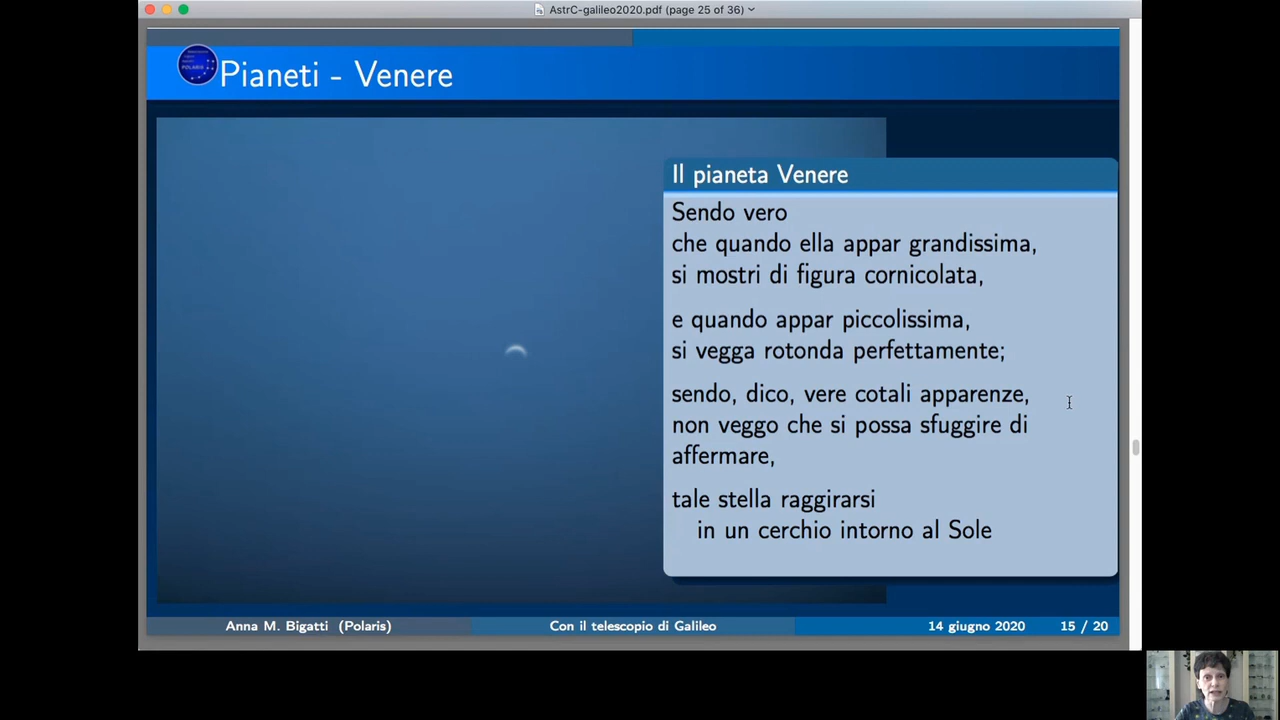 AstrC-galileo2020.pdf (page 25 of 36)
POLARIS
Pianeti - Venere
Il pianeta Venere
Sendo vero
che quando ella appar grandissima,
si mostri di figura cornicolata,
e quando appar piccolissima,
si vegga rotonda perfettamente;
sendo, dico, vere cotali apparenze,
non veggo che si possa sfuggire di
affermare,
tale stella raggirarsi
in un cerchio intorno al Sole
Anna M. Bigatti (Polaris)
Con il telescopio di Galileo
14 giugno 2020
15 / 20